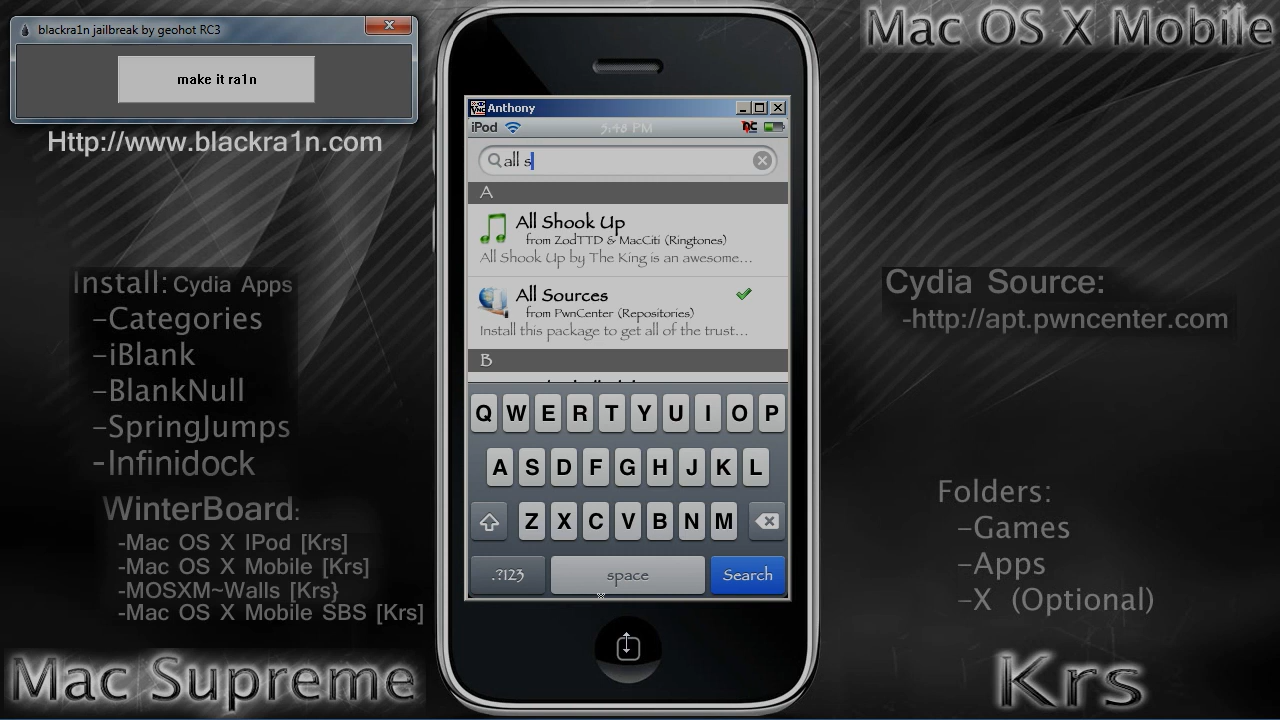 blackra1n jailbreak by geohot RC3
make it ra1n
Http://www.blackra1n.com
Mac OS X Mobile
Anthony
iPod
5:48 PM
all s
A
All Shook Up
from ZodTTD & MacCiti (Ringtones)
All Shook Up by The King is an awesome...
All Sources
from PwnCenter (Repositories)
Install this package to get all of the trust...
B
Q W E R T Y U I O P
A S D F G H J K L
Z X C V B N M
.?123 space Search
Install: Cydia Apps
-Categories
-iBlank
-BlankNull
-SpringJumps
-Infinidock
WinterBoard:
-Mac OS X IPod [Krs]
-Mac OS X Mobile [Krs]
-MOSXM~Walls [Krs}
-Mac OS X Mobile SBS [Krs]
Mac Supreme
Cydia Source:
-http://apt.pwncenter.com
Folders:
-Games
-Apps
-X (Optional)
Krs